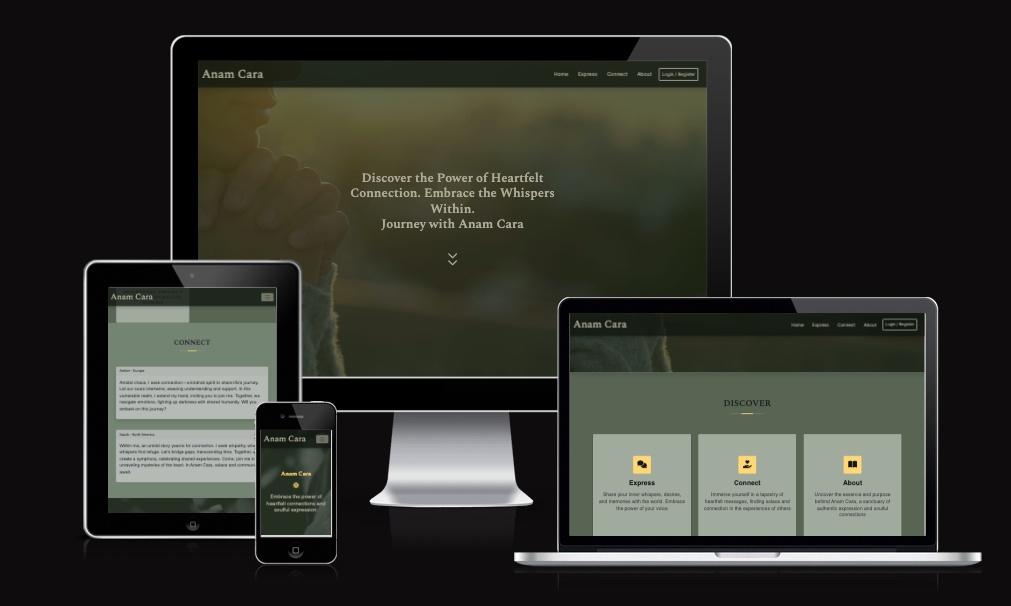 Anam Cara
Home Express Connect About Login / Register
Discover the Power of Heartfelt
Connection. Embrace the Whispers
Within.
Journey with Anam Cara
Anam Cara
CONNECT
Amber - Europe
Amidst chaos, I seek connection—a kindred spirit to share this journey.
Let our souls intertwine, weaving understanding and support. In this
vulnerable realm, I extend my hand, inviting you to join me. Together, we
navigate emotions, lighting up darkness with shared humanity. Will you
embark on this journey?
North America
Within me, an untold story yearns for connection. I seek empathy,
whispers find refuge. Let's bridge gaps, transcending time. Together,
create a symphony, celebrating shared experiences. Come, join me in
unraveling mysteries of the heart. In Anam Cara, solace and
await.
Anam Cara
Anam Cara
Embrace the power of
heartfelt connections and
soulful expression
Anam Cara
Home Express Connect About Login / Register
DISCOVER
Express
Share your inner whispers, desires,
and memories with the world. Embrace
the power of your voice
Connect
Immerse yourself in a tapestry of
heartfelt messages, finding solace and
connection in the experiences of others
About
Uncover the essence and purpose
behind Anam Cara, a sanctuary of
authentic expression and soulful
connections